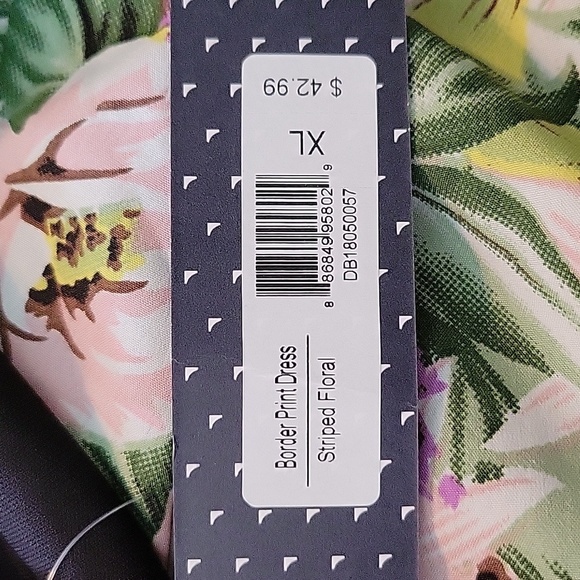 Border Print Dress
Striped Floral
8 86849 95802 9
DB18050057
XL
$ 42.99